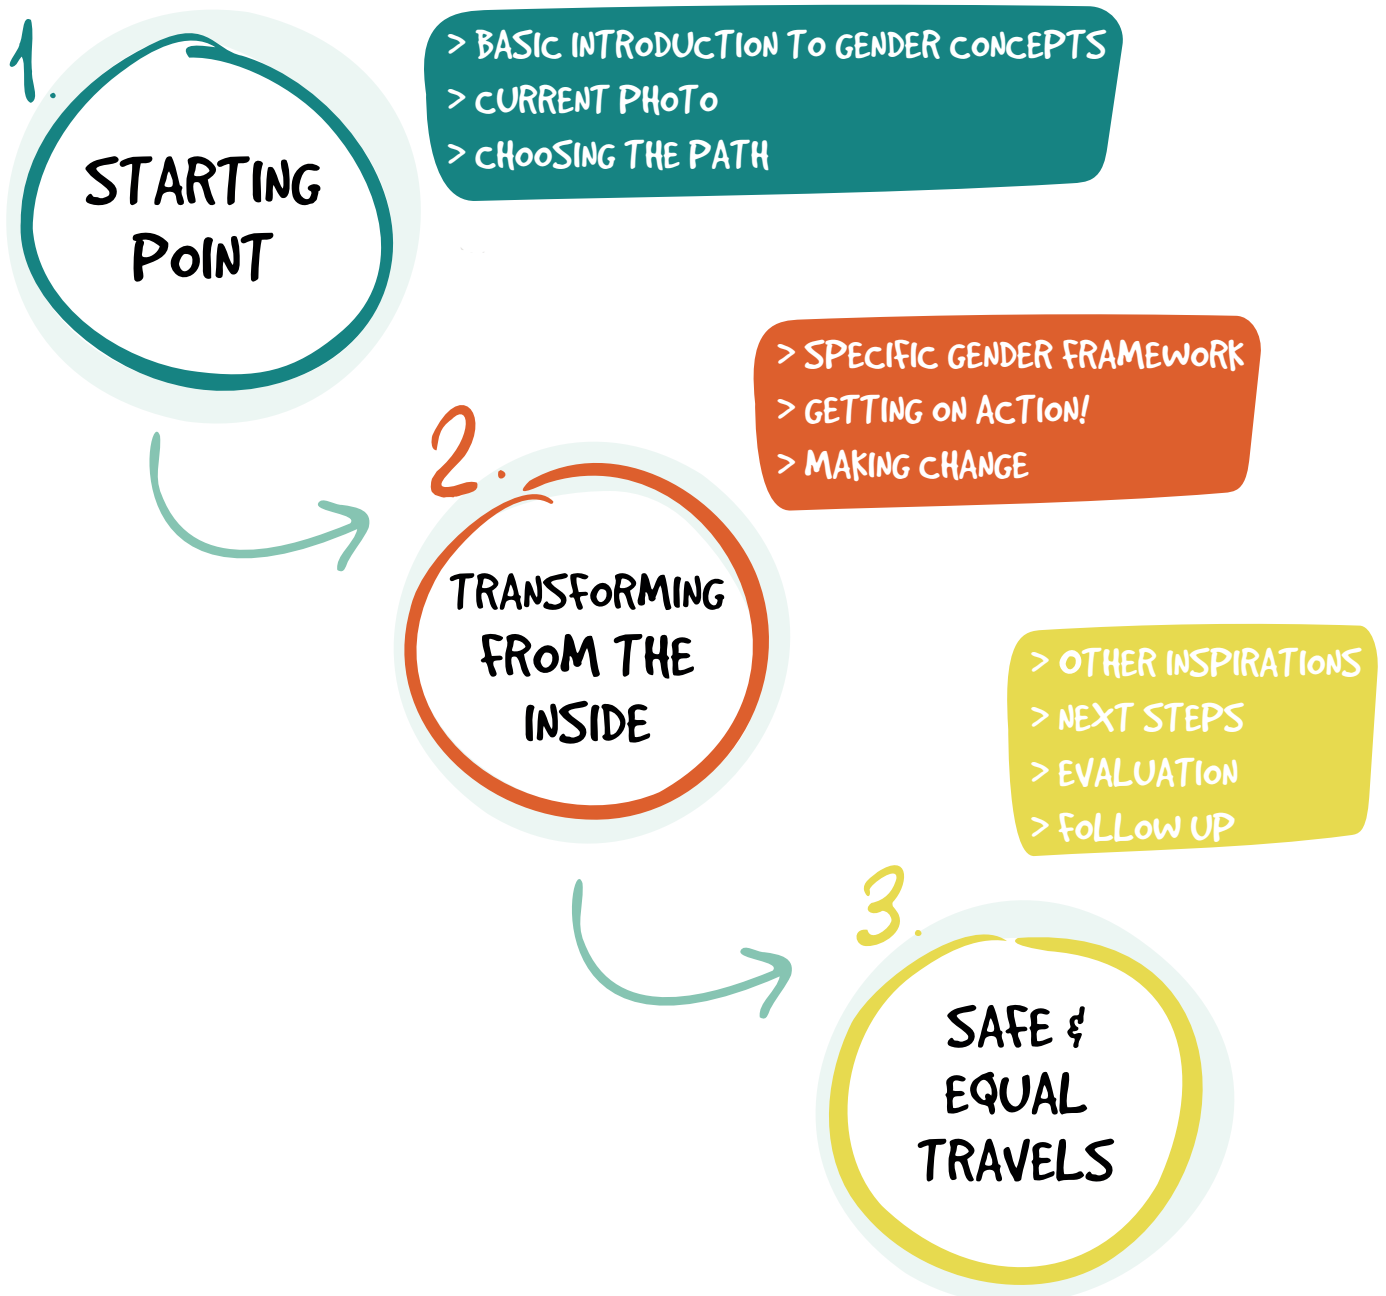 1.
STARTING
POINT
> BASIC INTRODUCTION TO GENDER CONCEPTS
> CURRENT PHOTO
> CHOOSING THE PATH
2.
TRANSFORMING
FROM THE
INSIDE
> SPECIFIC GENDER FRAMEWORK
> GETTING ON ACTION!
> MAKING CHANGE
3.
SAFE &
EQUAL
TRAVELS
> OTHER INSPIRATIONS
> NEXT STEPS
> EVALUATION
> FOLLOW UP